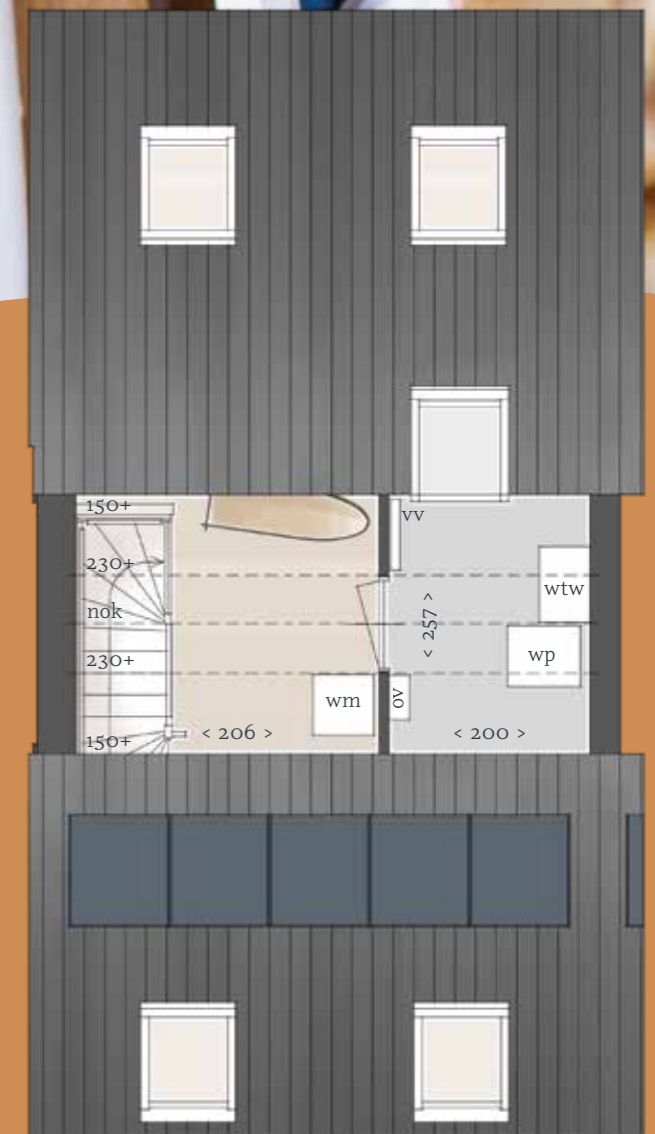 150+
vv
230+
wtw
nok
< 257 >
230+
wp
wm
ov
150+
< 206 >
< 200 >